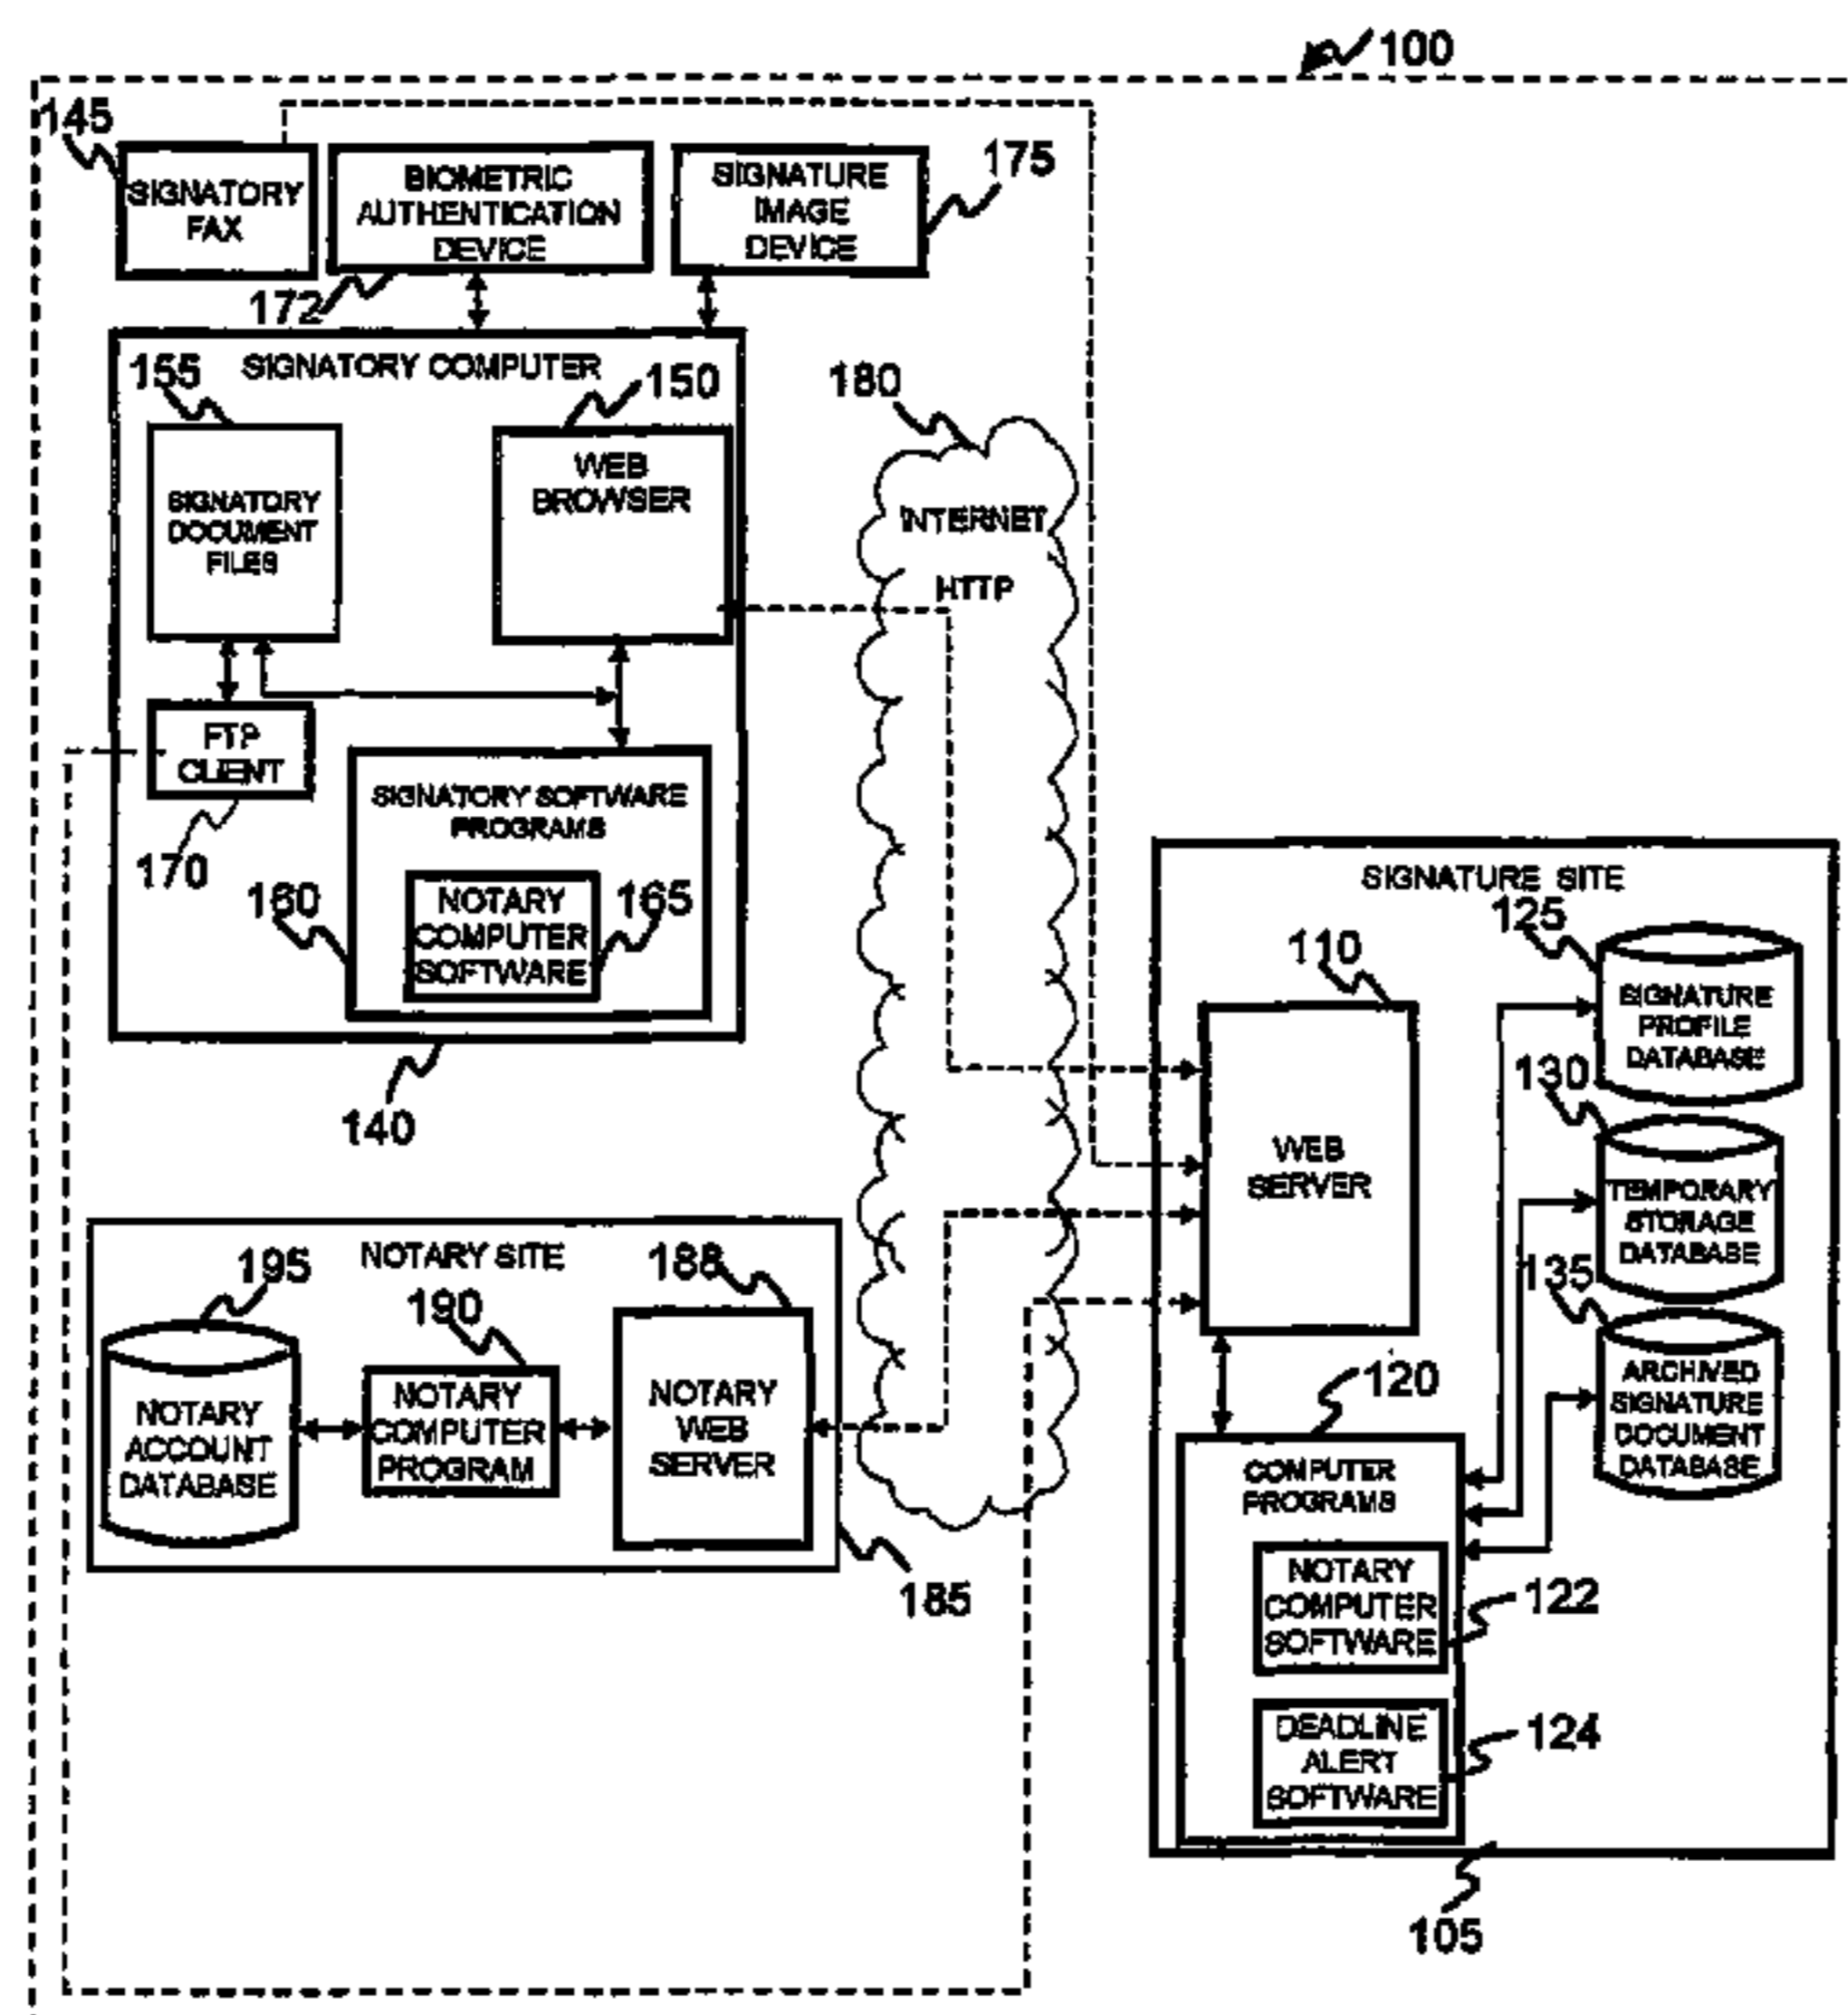 100
145
SIGNATORY
FAX
BIOMETRIC
AUTHENTICATION
DEVICE
172
SIGNATURE
IMAGE
DEVICE
175
SIGNATORY COMPUTER
155
150
SIGNATORY
DOCUMENT
FILES
WEB
BROWSER
FTP
CLIENT
170
SIGNATORY SOFTWARE
PROGRAMS
160
NOTARY
COMPUTER
SOFTWARE
165
140
180
INTERNET
HTTP
NOTARY SITE
195
NOTARY
ACCOUNT
DATABASE
190
NOTARY
COMPUTER
PROGRAM
188
NOTARY
WEB
SERVER
185
SIGNATURE SITE
125
SIGNATURE
PROFILE
DATABASE
110
WEB
SERVER
130
TEMPORARY
STORAGE
DATABASE
135
ARCHIVED
SIGNATURE
DOCUMENT
DATABASE
120
COMPUTER
PROGRAMS
NOTARY
COMPUTER
SOFTWARE
122
DEADLINE
ALERT
SOFTWARE
124
105